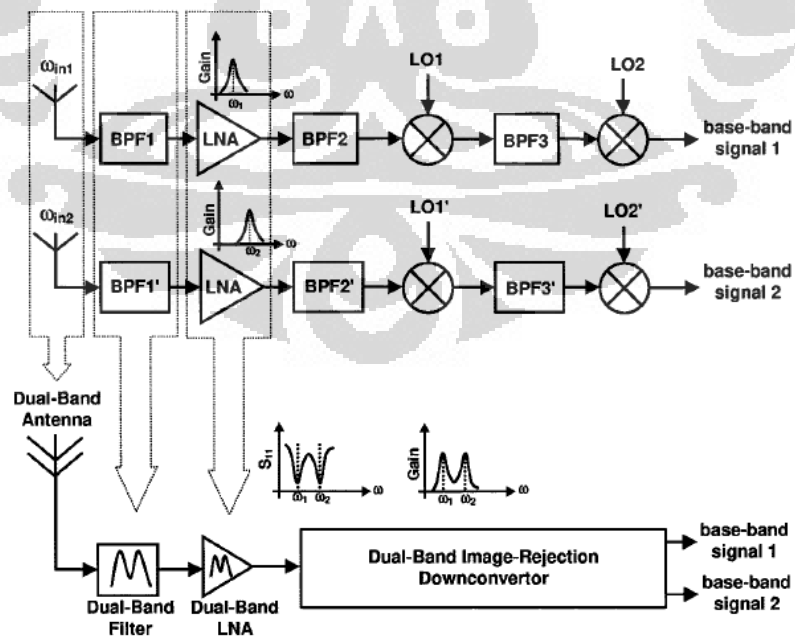 ω_in1
Gain
ω
ω₁
LO1
LO2
BPF1
LNA
BPF2
BPF3
base-band
signal 1
ω_in2
Gain
ω
ω₂
LO1'
LO2'
BPF1'
LNA
BPF2'
BPF3'
base-band
signal 2
Dual-Band
Antenna
S₁₁
ω₁ ω₂
ω
Gain
ω₁ ω₂
ω
Dual-Band Image-Rejection
Downconvertor
base-band
signal 1
base-band
signal 2
Dual-Band
Filter
Dual-Band
LNA